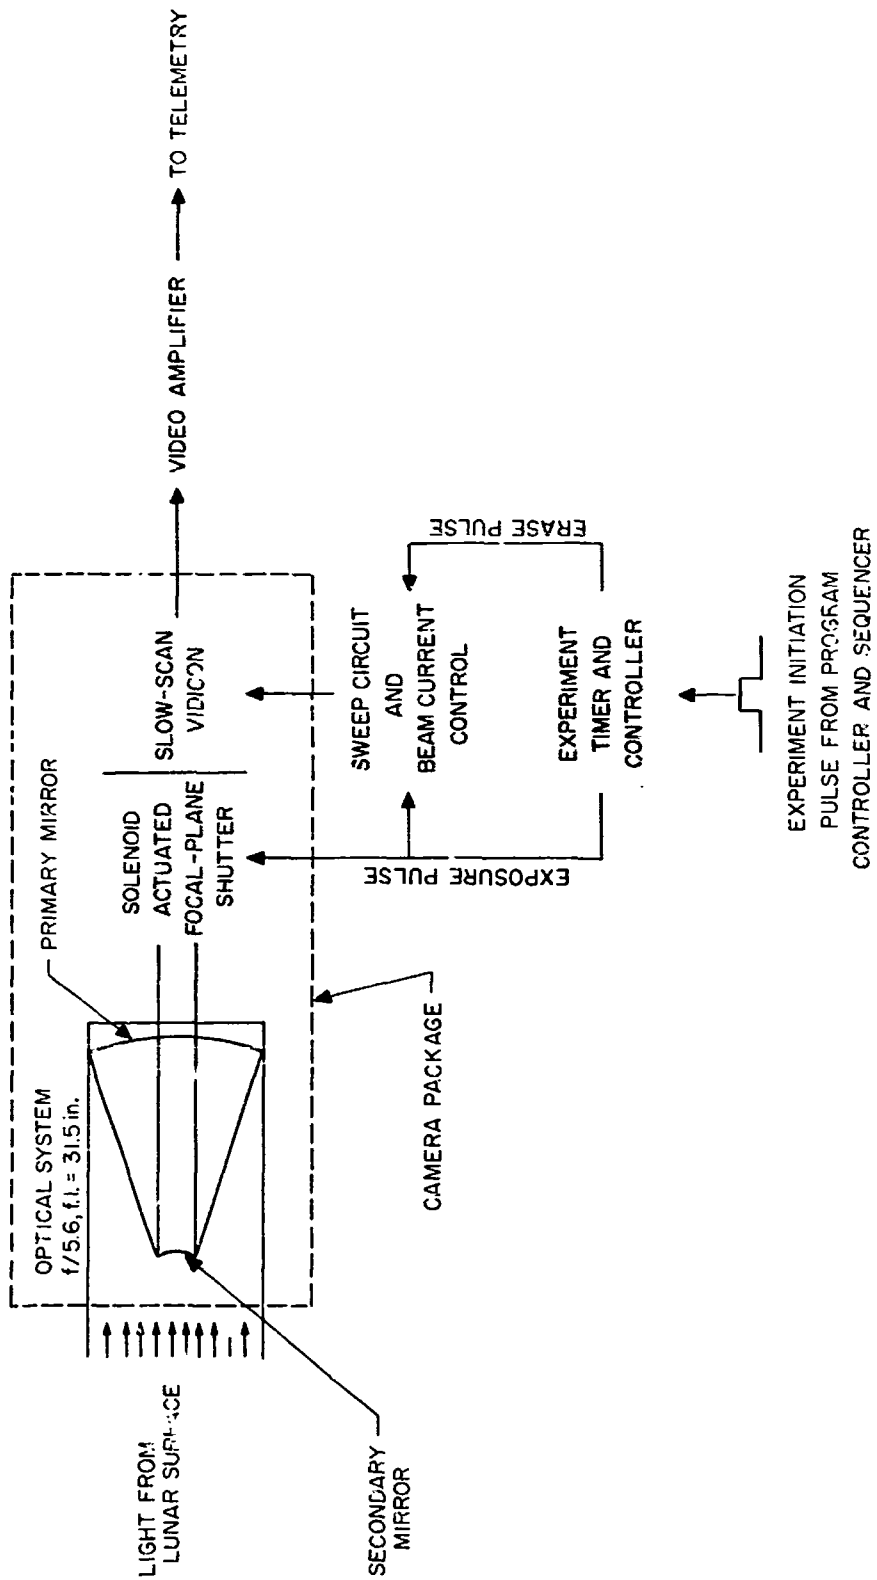 OPTICAL SYSTEM
f/5.6, f.l. = 31.5 in.
PRIMARY MIRROR
LIGHT FROM
LUNAR SURFACE
SOLENOID
ACTUATED
FOCAL-PLANE
SHUTTER
SLOW-SCAN
VIDICON
VIDEO AMPLIFIER
TO TELEMETRY
SECONDARY
MIRROR
CAMERA PACKAGE
EXPOSURE PULSE
SWEEP CIRCUIT
AND
BEAM CURRENT
CONTROL
ERASE PULSE
EXPERIMENT
TIMER AND
CONTROLLER
EXPERIMENT INITIATION
PULSE FROM PROGRAM
CONTROLLER AND SEQUENCER